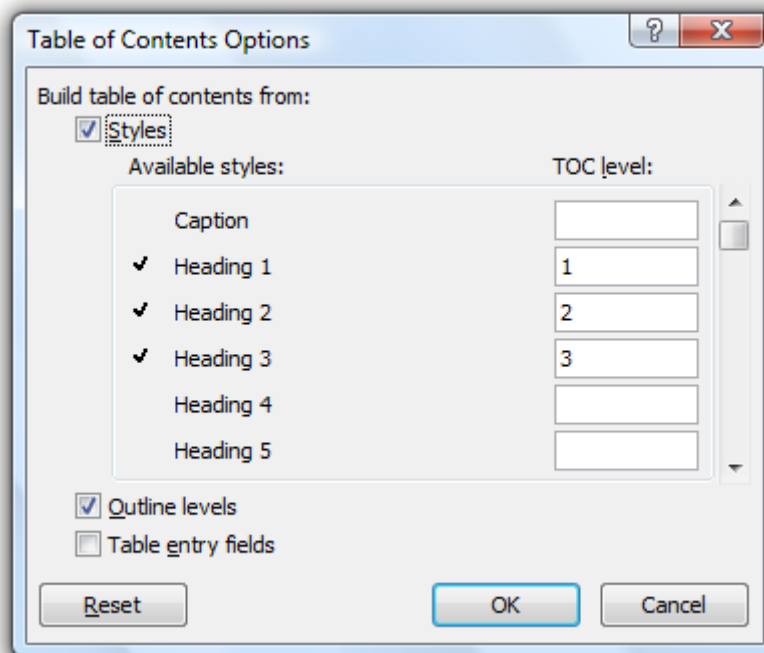 Table of Contents Options
Build table of contents from:
Styles
Available styles: TOC level:
Caption
Heading 1 1
Heading 2 2
Heading 3 3
Heading 4
Heading 5
Outline levels
Table entry fields
Reset OK Cancel